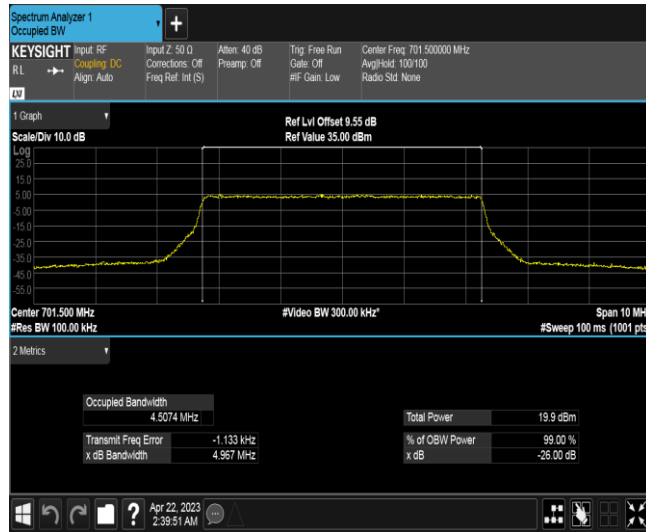 Spectrum Analyzer 1
Occupied BW
+
KEYSIGHT
RL
LXI
Input: RF
Coupling: DC
Align: Auto
Input Z: 50 Ω
Corrections: Off
Freq Ref: Int (S)
Atten: 40 dB
Preamp: Off
Trig: Free Run
Gate: Off
#IF Gain: Low
Center Freq: 701.500000 MHz
Avg|Hold: 100/100
Radio Std: None
1 Graph
Scale/Div 10.0 dB
Ref Lvl Offset 9.55 dB
Ref Value 35.00 dBm
Log
25.0
15.0
5.00
-5.00
-15.0
-25.0
-35.0
-45.0
-55.0
Center 701.500 MHz
#Res BW 100.00 kHz
#Video BW 300.00 kHz*
Span 10 MH
#Sweep 100 ms (1001 pts
2 Metrics
Occupied Bandwidth
4.5074 MHz
Transmit Freq Error -1.133 kHz
x dB Bandwidth 4.967 MHz
Total Power 19.9 dBm
% of OBW Power 99.00 %
x dB -26.00 dB
?
Apr 22, 2023
2:39:51 AM